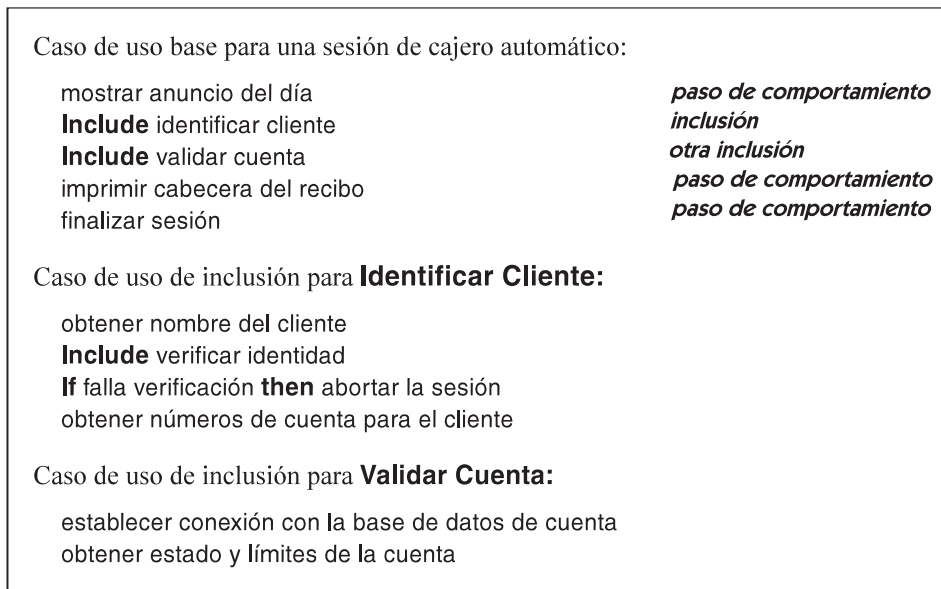 Caso de uso base para una sesión de cajero automático:
mostrar anuncio del día paso de comportamiento
Include identificar cliente inclusión
Include validar cuenta otra inclusión
imprimir cabecera del recibo paso de comportamiento
finalizar sesión paso de comportamiento
Caso de uso de inclusión para Identificar Cliente:
obtener nombre del cliente
Include verificar identidad
If falla verificación then abortar la sesión
obtener números de cuenta para el cliente
Caso de uso de inclusión para Validar Cuenta:
establecer conexión con la base de datos de cuenta
obtener estado y límites de la cuenta